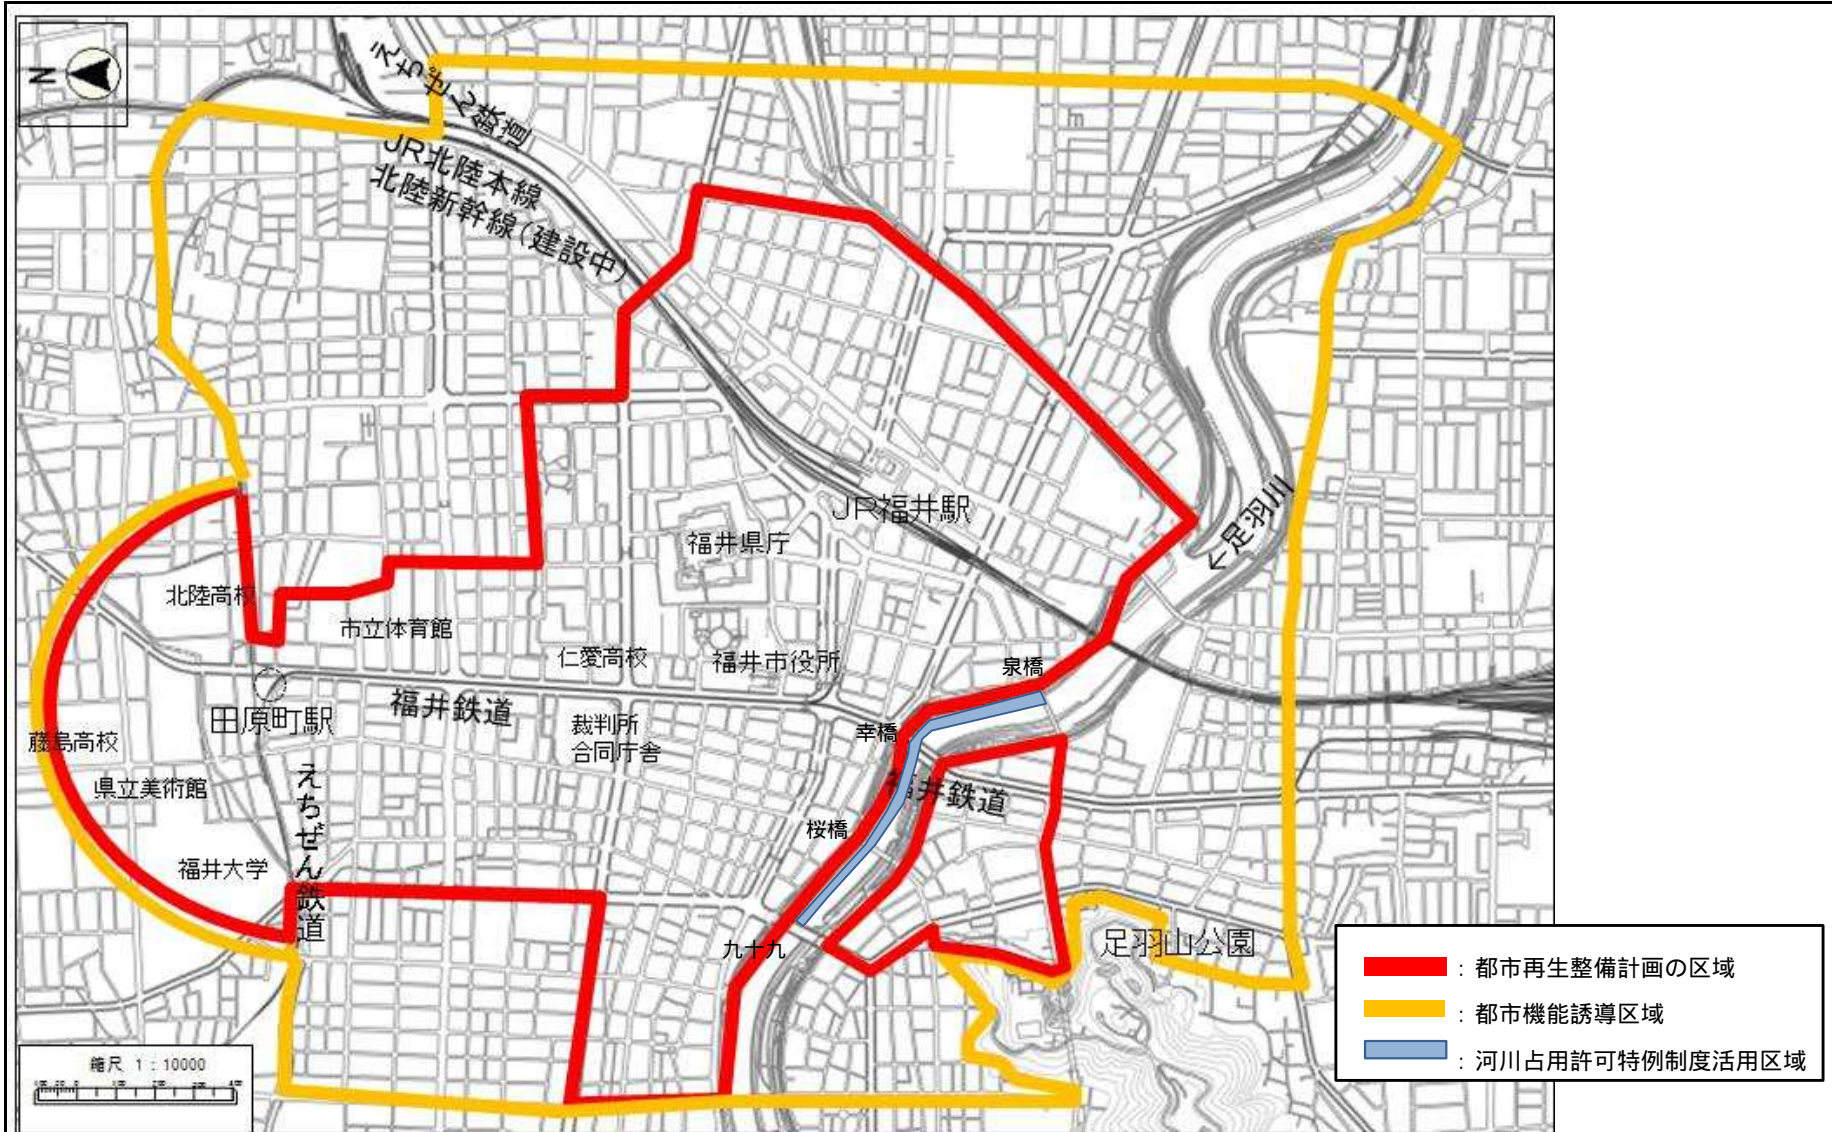 N
えちぜん鉄道
JR北陸本線
北陸新幹線(建設中)
JR福井駅
福井県庁
←足羽川
北陸高校
市立体育館
仁愛高校
福井市役所
泉橋
田原町駅
福井鉄道
裁判所
合同庁舎
幸橋
藤島高校
県立美術館
えちぜん鉄道
福井鉄道
桜橋
福井大学
九十九
足羽山公園
：都市再生整備計画の区域
：都市機能誘導区域
：河川占用許可特例制度活用区域
縮尺 1：10000